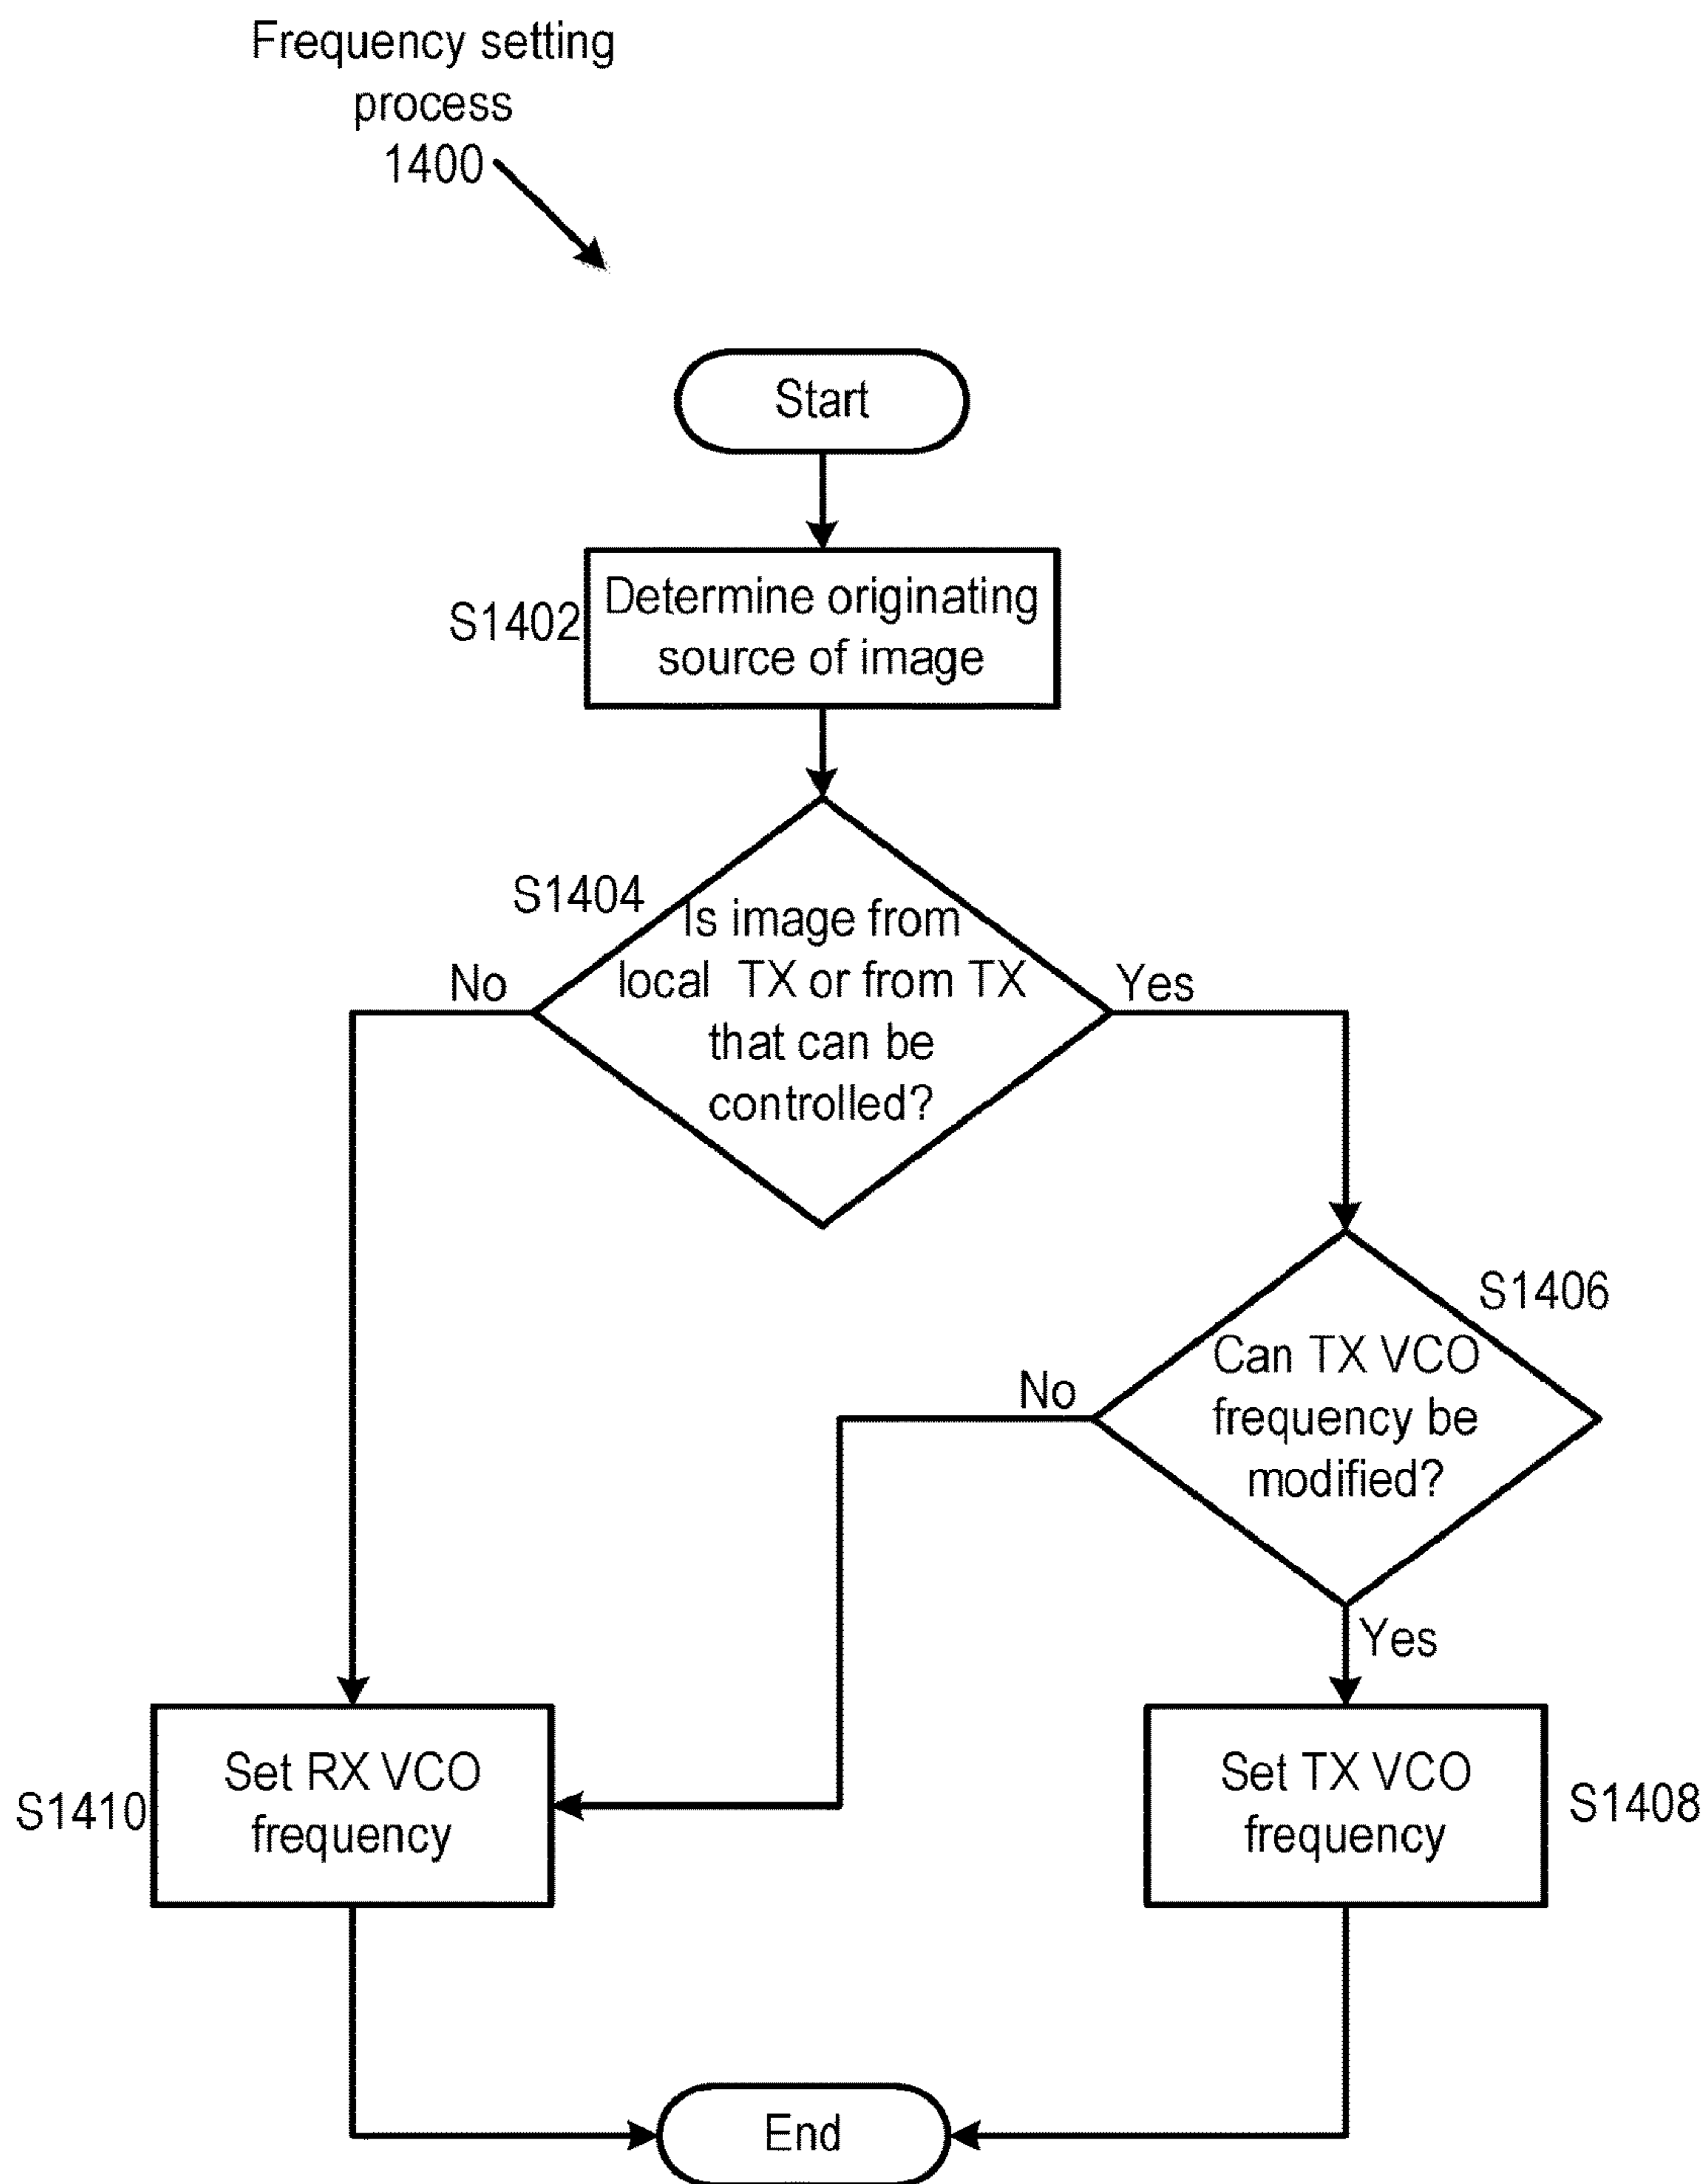 Frequency setting
process
1400
Start
S1402
Determine originating
source of image
S1404
Is image from
local TX or from TX
that can be
controlled?
No
Yes
S1406
Can TX VCO
frequency be
modified?
No
Yes
S1410
Set RX VCO
frequency
Set TX VCO
frequency
S1408
End